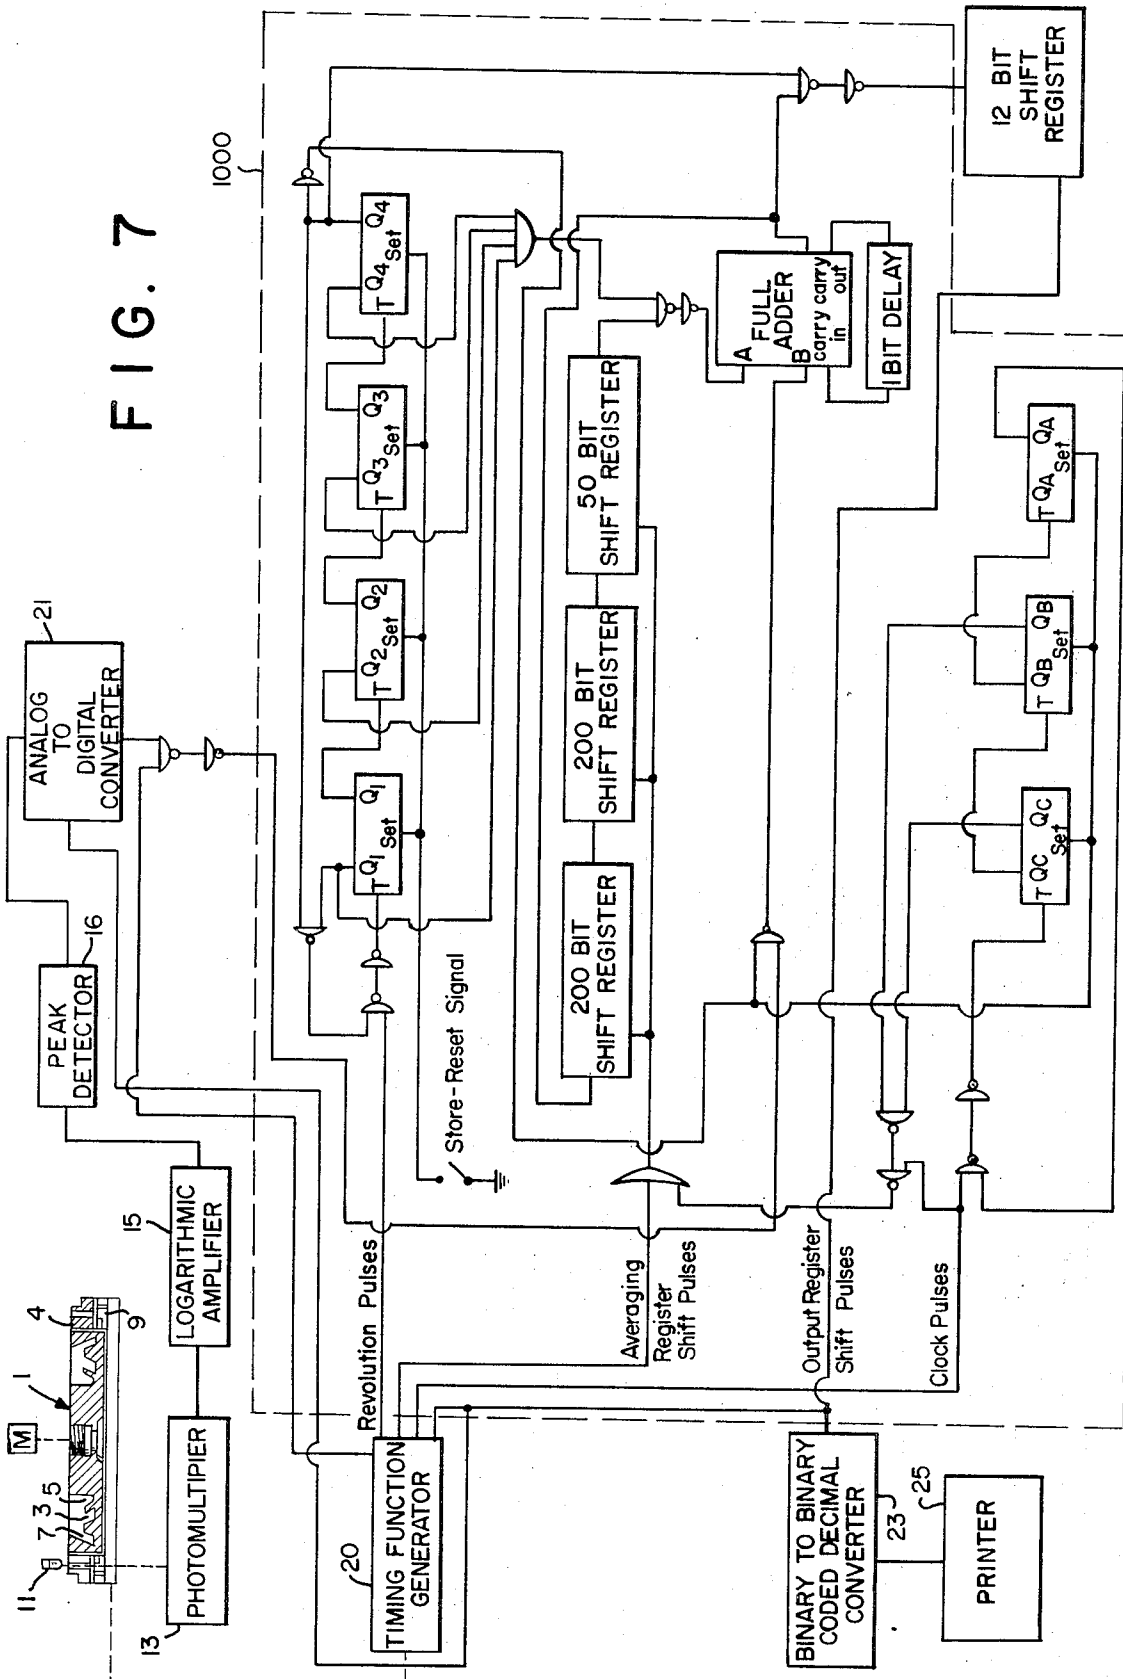 FIG. 7
M
1
4
3
5
7
9
11
13
PHOTOMULTIPIER
15
LOGARITHMIC
AMPLIFIER
16
PEAK
DETECTOR
21
ANALOG
TO
DIGITAL
CONVERTER
20
TIMING FUNCTION
GENERATOR
23
BINARY TO BINARY
CODED DECIMAL
CONVERTER
25
PRINTER
1000
Revolution Pulses
Store-Reset Signal
Averaging
Register
Shift Pulses
Output Register
Shift Pulses
Clock Pulses
T Q1 Q1
Set
T Q2 Q2
Set
T Q3 Q3
Set
T Q4 Q4
Set
200 BIT
SHIFT REGISTER
200 BIT
SHIFT REGISTER
50 BIT
SHIFT REGISTER
A FULL
ADDER
B
carry carry
in out
1 BIT DELAY
T QC QC
Set
T QB QB
Set
T QA QA
Set
12 BIT
SHIFT
REGISTER